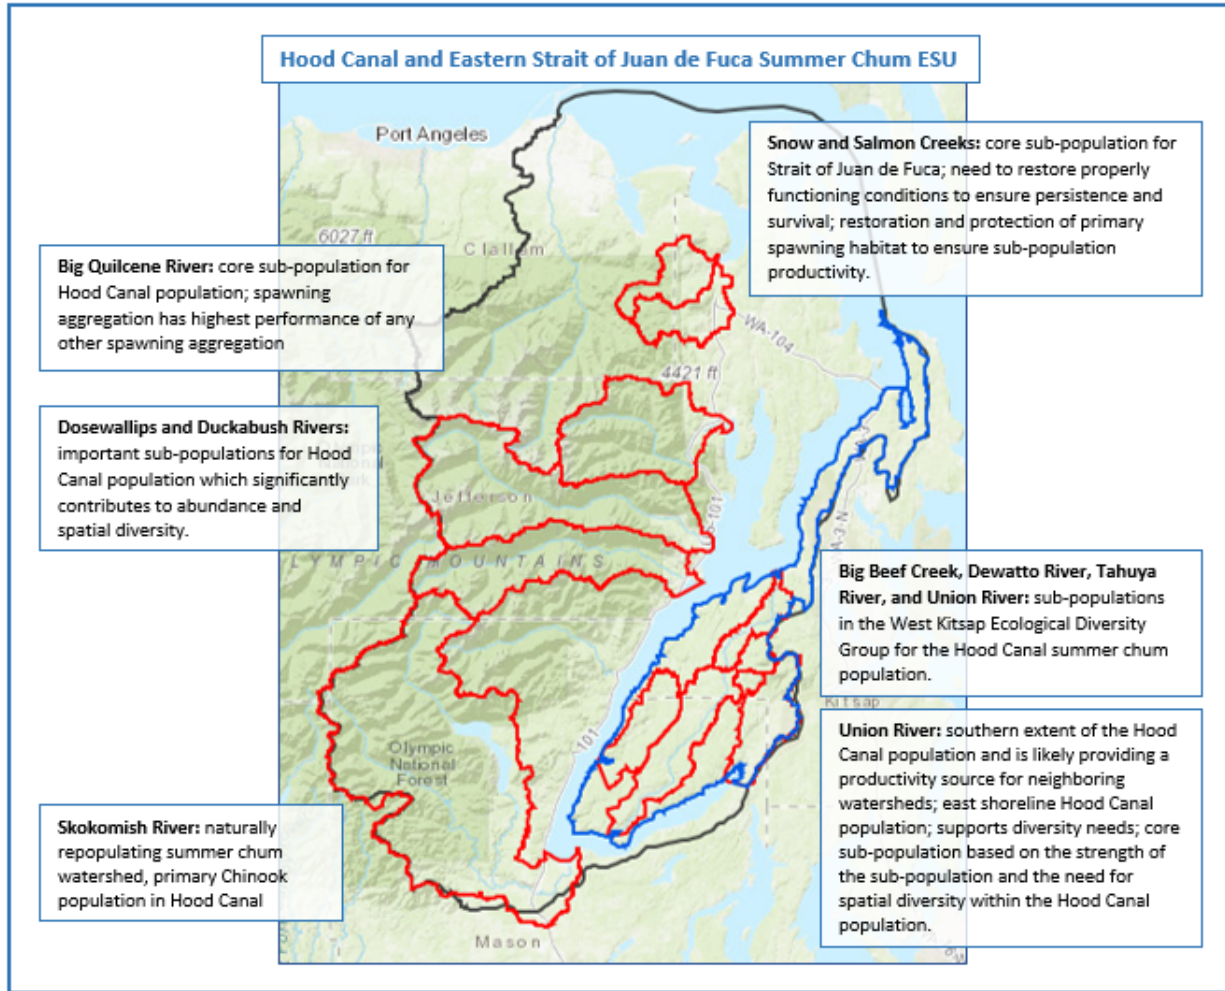 Hood Canal and Eastern Strait of Juan de Fuca Summer Chum ESU
Port Angeles
Snow and Salmon Creeks: core sub-population for
Strait of Juan de Fuca; need to restore properly
functioning conditions to ensure persistence and
survival; restoration and protection of primary
spawning habitat to ensure sub-population
productivity.
6027 ft
Clallam
Big Quilcene River: core sub-population for
Hood Canal population; spawning
aggregation has highest performance of any
other spawning aggregation
WA-104
4421 ft
Dosewallips and Duckabush Rivers:
important sub-populations for Hood
Canal population which significantly
contributes to abundance and
spatial diversity.
Jefferson
US-101
WA-3
WA-3-N
LYMPIC MOUNTAINS
Big Beef Creek, Dewatto River, Tahuya
River, and Union River: sub-populations
in the West Kitsap Ecological Diversity
Group for the Hood Canal summer chum
population.
Kitsap
Union River: southern extent of the Hood
Canal population and is likely providing a
productivity source for neighboring
watersheds; east shoreline Hood Canal
population; supports diversity needs; core
sub-population based on the strength of
the sub-population and the need for
spatial diversity within the Hood Canal
population.
101
Olympic
National
Forest
Skokomish River: naturally
repopulating summer chum
watershed, primary Chinook
population in Hood Canal
Mason